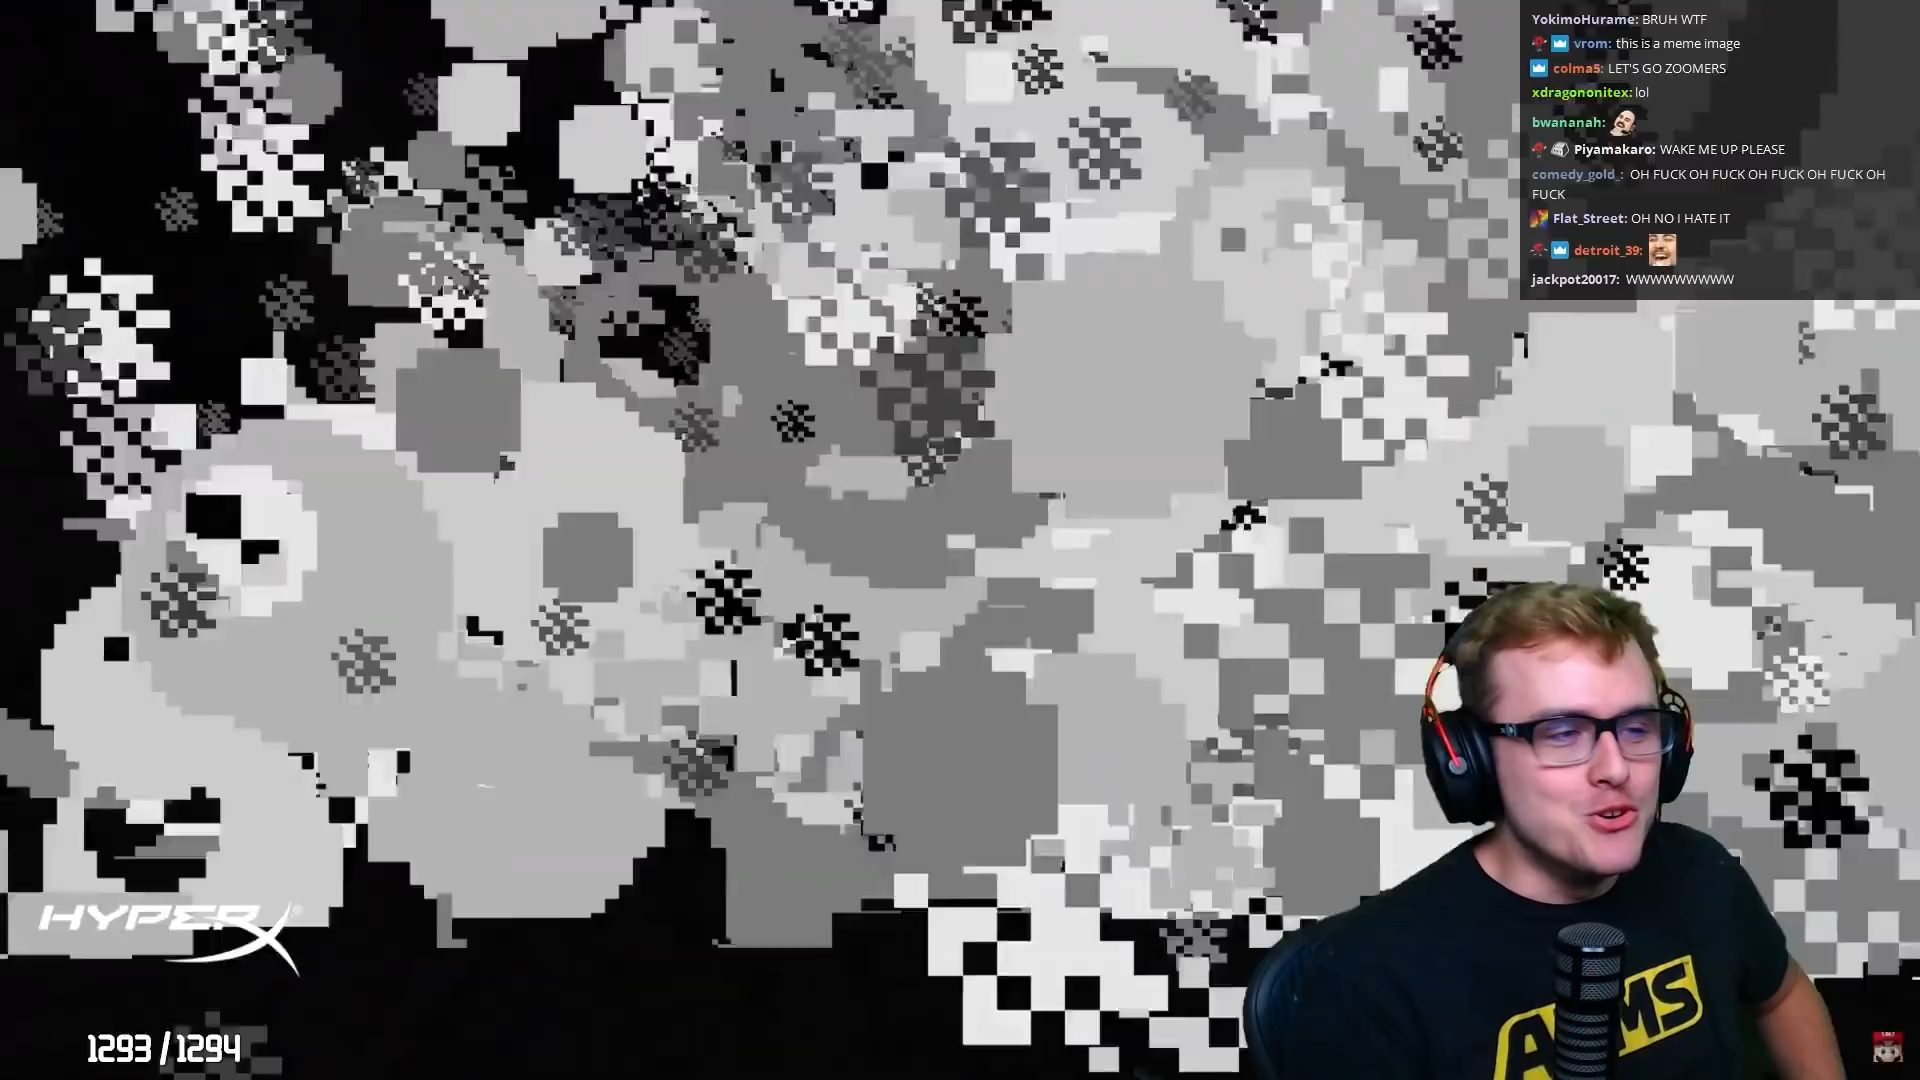 YokimoHurame: BRUH WTF
vrom: this is a meme image
colma5: LET'S GO ZOOMERS
xdragononitex: lol
bwananah:
Piyamakaro: WAKE ME UP PLEASE
comedy_gold_: OH FUCK OH FUCK OH FUCK OH FUCK OH
FUCK
Flat_Street: OH NO I HATE IT
detroit_39:
jackpot20017: WWWWWWWWW
HYPERX
ARMS
1293 / 1294